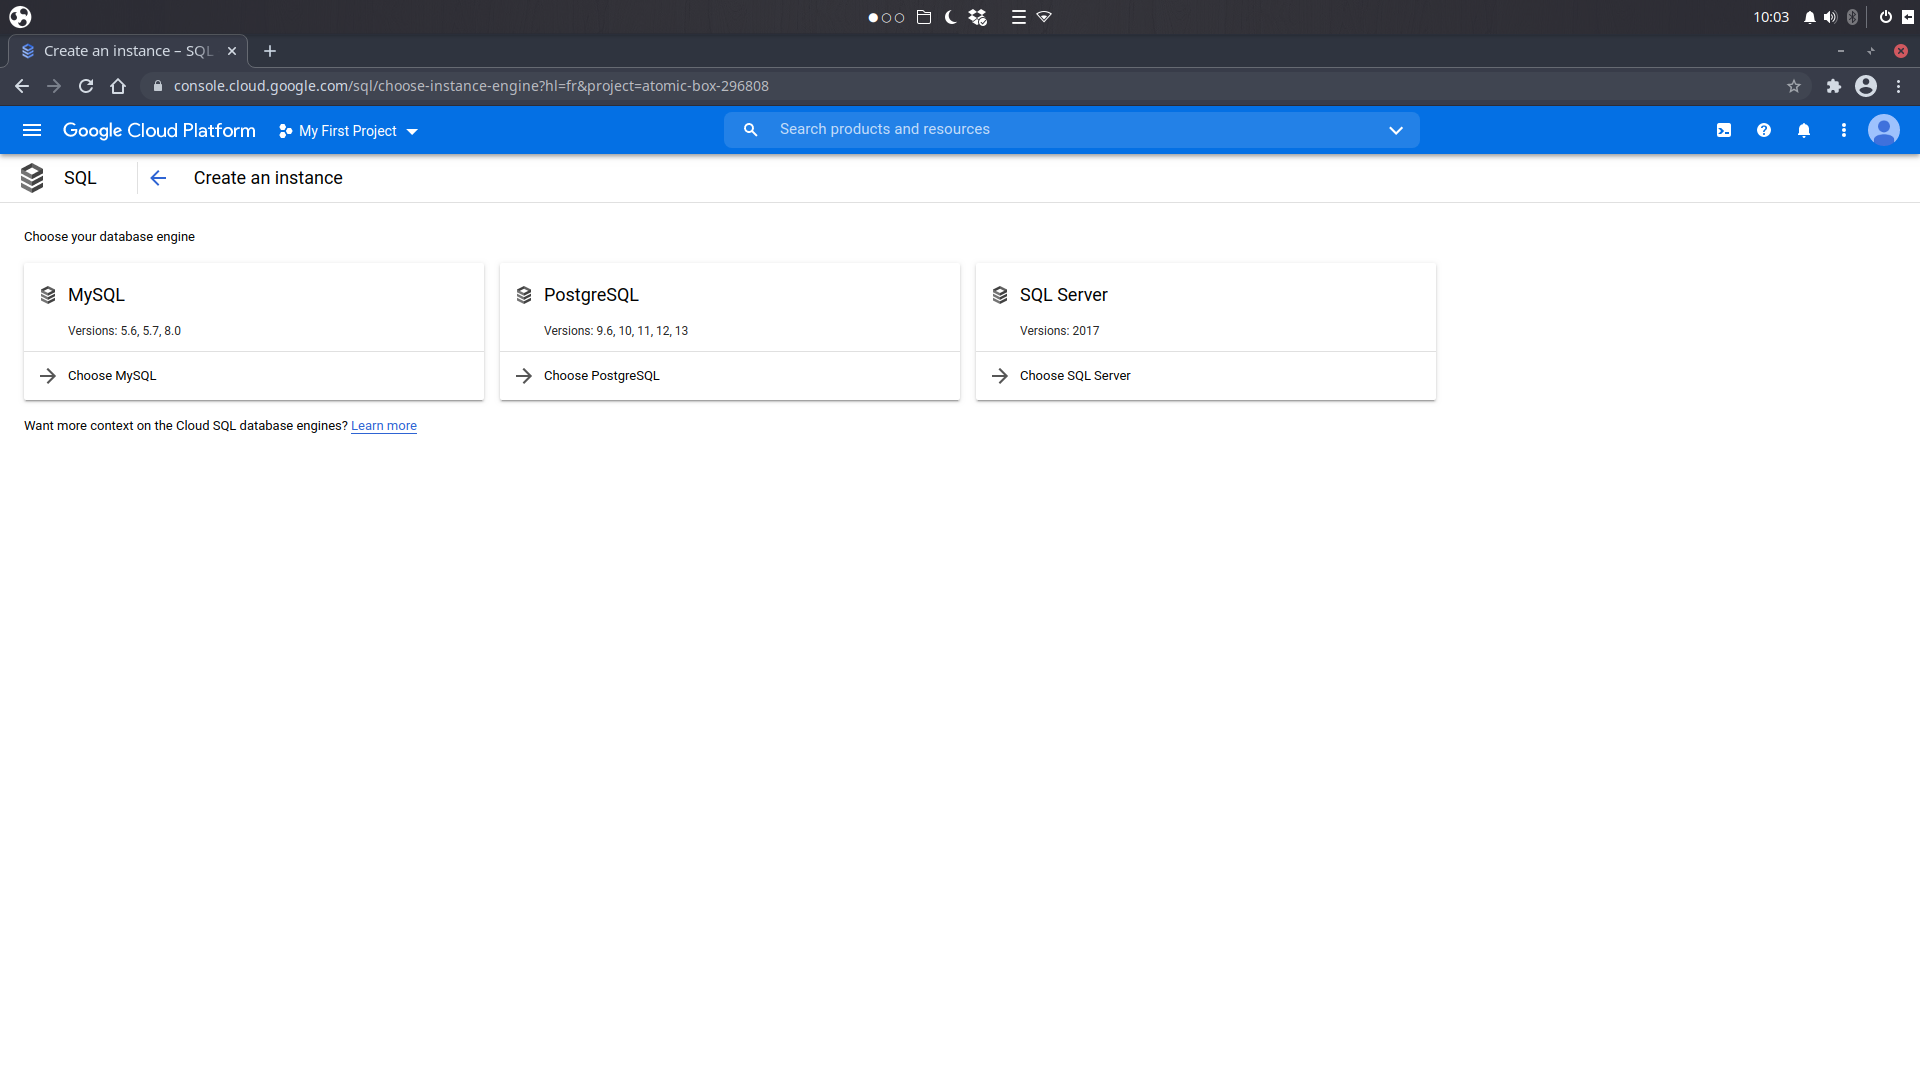 10:03
Create an instance – SQL
console.cloud.google.com/sql/choose-instance-engine?hl=fr&project=atomic-box-296808
Google Cloud Platform
My First Project
Search products and resources
SQL
Create an instance
Choose your database engine
MySQL
Versions: 5.6, 5.7, 8.0
Choose MySQL
PostgreSQL
Versions: 9.6, 10, 11, 12, 13
Choose PostgreSQL
SQL Server
Versions: 2017
Choose SQL Server
Want more context on the Cloud SQL database engines? Learn more